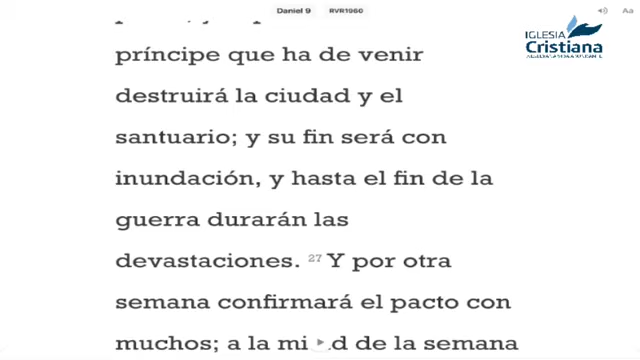 Daniel 9 RVR1960 Aa
IGLESIA
Cristiana
príncipe que ha de venir
destruirá la ciudad y el
santuario; y su fin será con
inundación, y hasta el fin de la
guerra durarán las
devastaciones. 27 Y por otra
semana confirmará el pacto con
muchos; a la de la semana